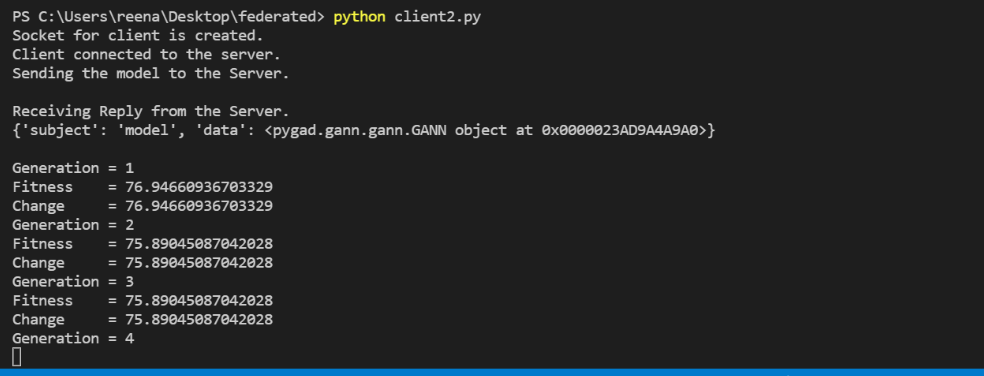 PS C:\Users\reena\Desktop\federated> python client2.py
Socket for client is created.
Client connected to the server.
Sending the model to the Server.
Receiving Reply from the Server.
{'subject': 'model', 'data': <pygad.gann.gann.GANN object at 0x0000023AD9A4A9A0>}
Generation = 1
Fitness    = 76.94660936703329
Change     = 76.94660936703329
Generation = 2
Fitness    = 75.89045087042028
Change     = 75.89045087042028
Generation = 3
Fitness    = 75.89045087042028
Change     = 75.89045087042028
Generation = 4